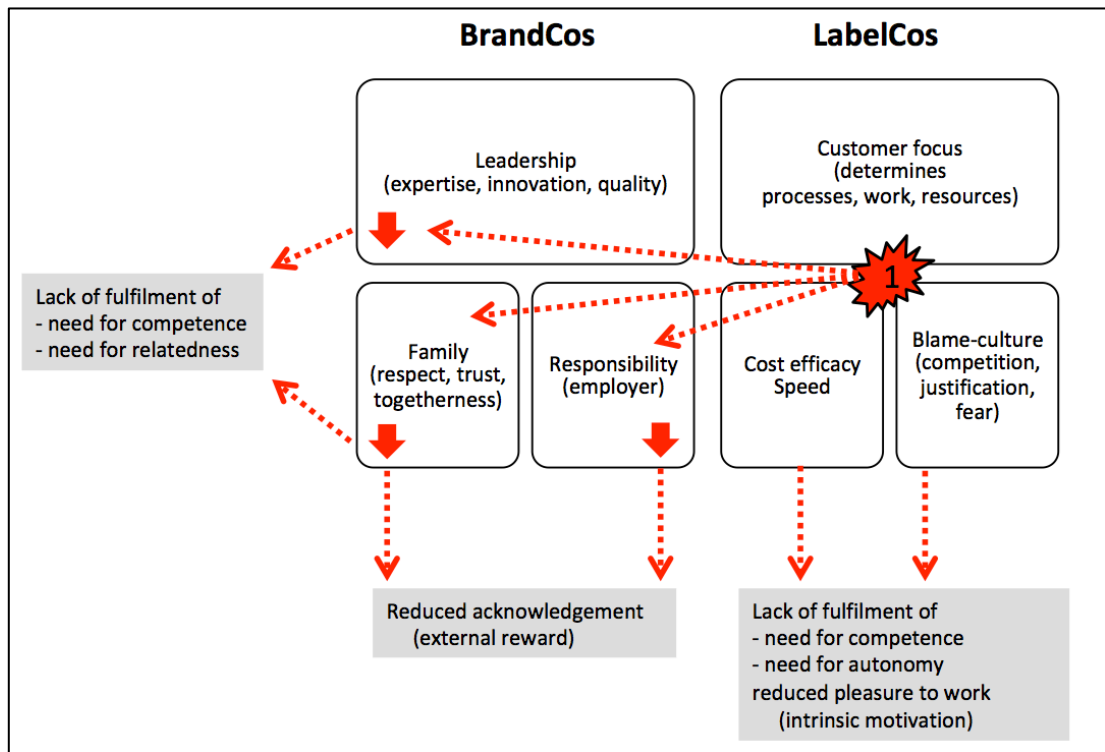 BrandCos
LabelCos
Leadership
(expertise, innovation, quality)
Customer focus
(determines
processes, work, resources)
1
Lack of fulfilment of
- need for competence
- need for relatedness
Family
(respect, trust,
togetherness)
Responsibility
(employer)
Cost efficacy
Speed
Blame-culture
(competition,
justification,
fear)
Reduced acknowledgement
(external reward)
Lack of fulfilment of
- need for competence
- need for autonomy
reduced pleasure to work
(intrinsic motivation)